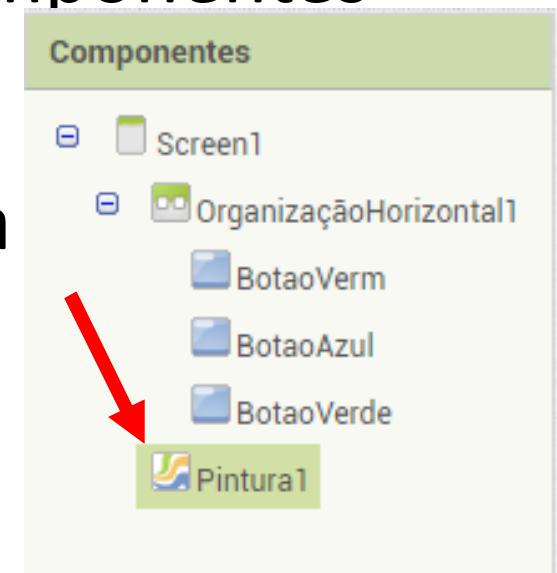 Componentes
Screen1
OrganizaçãoHorizontal1
BotaoVerm
BotaoAzul
BotaoVerde
Pintura1